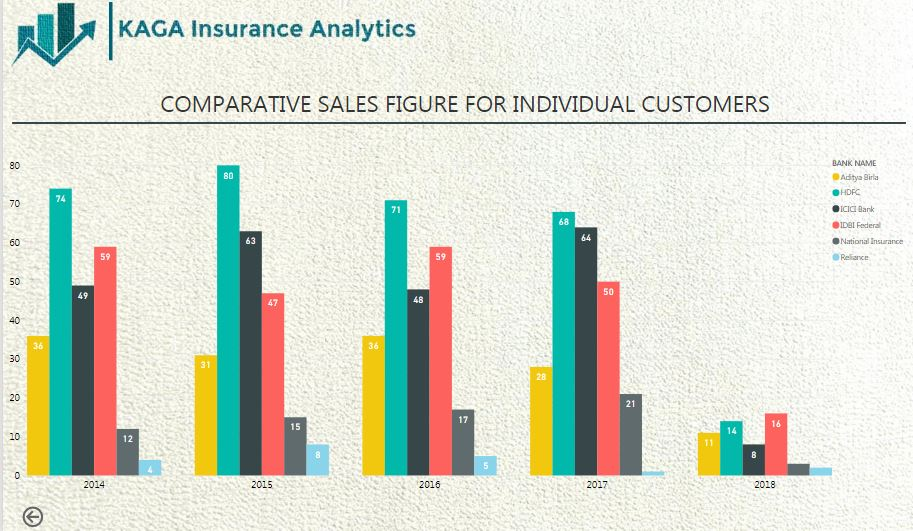 KAGA Insurance Analytics
COMPARATIVE SALES FIGURE FOR INDIVIDUAL CUSTOMERS
BANK NAME
Aditya Birla
HDFC
ICICI Bank
IDBI Federal
National Insurance
Reliance
80
70
60
50
40
30
20
10
0
36 74 49 59 12 4
31 80 63 47 15 8
36 71 48 59 17 5
28 68 64 50 21
11 14 8 16
2014 2015 2016 2017 2018